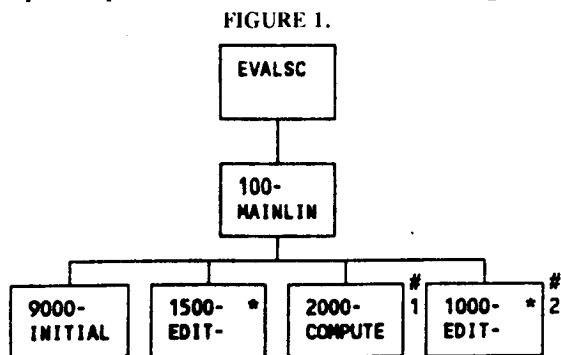 FIGURE 1.
EVALSC
100-
MAINLIN
9000-
INITIAL
1500- *
EDIT-
2000-
COMPUTE
#
1
1000- *
EDIT-
#
2